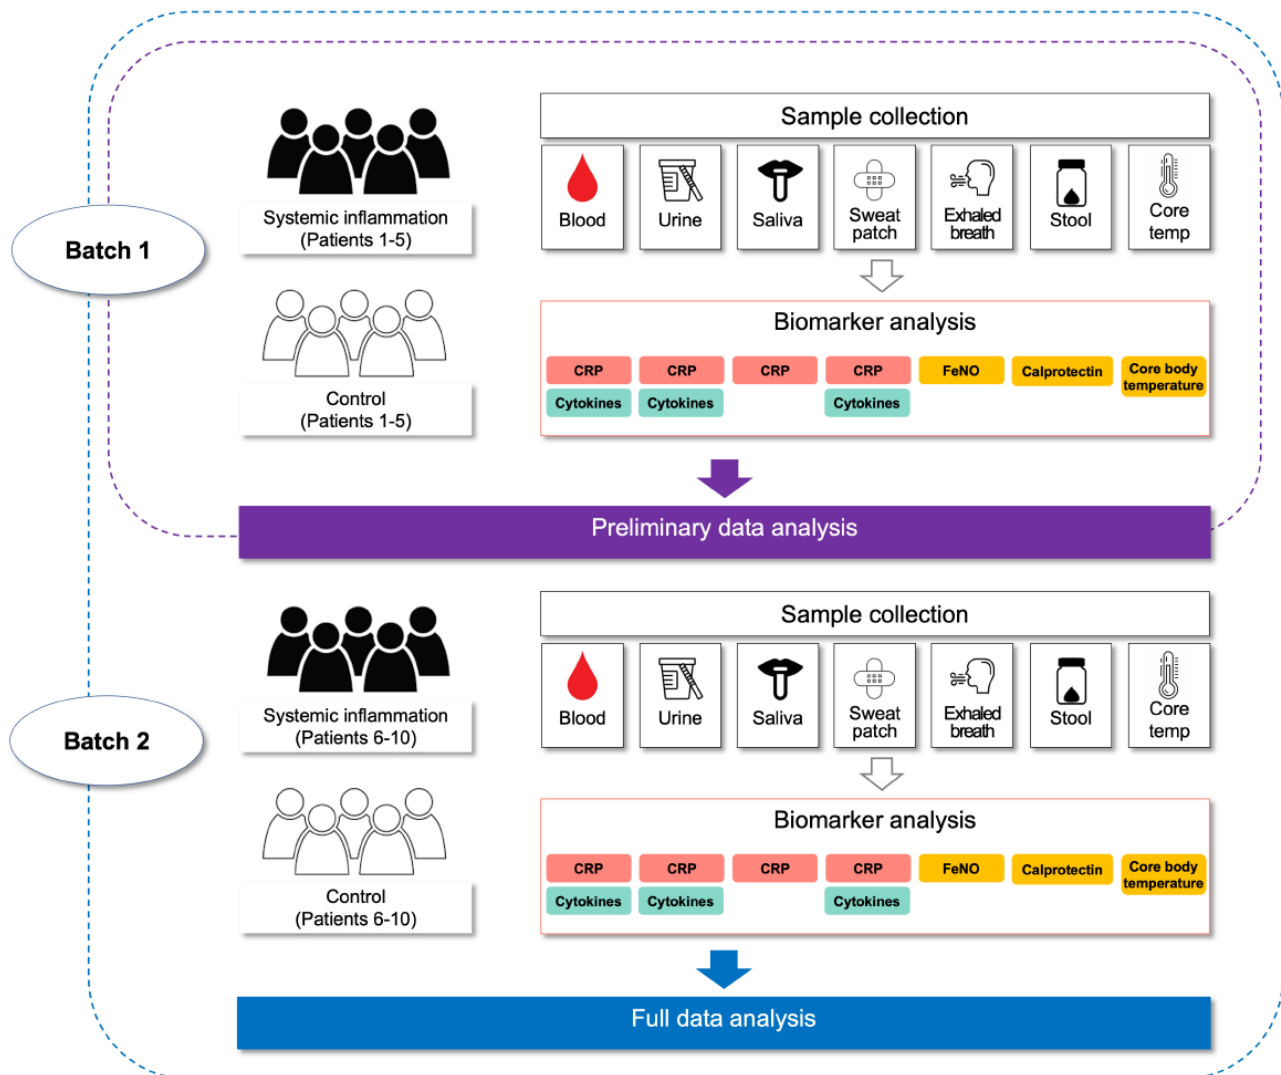 Batch 1
Systemic inflammation
(Patients 1-5)
Control
(Patients 1-5)
Sample collection
Blood
Urine
Saliva
Sweat
patch
Exhaled
breath
Stool
Core
temp
Biomarker analysis
CRP
CRP
CRP
CRP
FeNO
Calprotectin
Core body
temperature
Cytokines
Cytokines
Cytokines
Preliminary data analysis
Batch 2
Systemic inflammation
(Patients 6-10)
Control
(Patients 6-10)
Sample collection
Blood
Urine
Saliva
Sweat
patch
Exhaled
breath
Stool
Core
temp
Biomarker analysis
CRP
CRP
CRP
CRP
FeNO
Calprotectin
Core body
temperature
Cytokines
Cytokines
Cytokines
Full data analysis